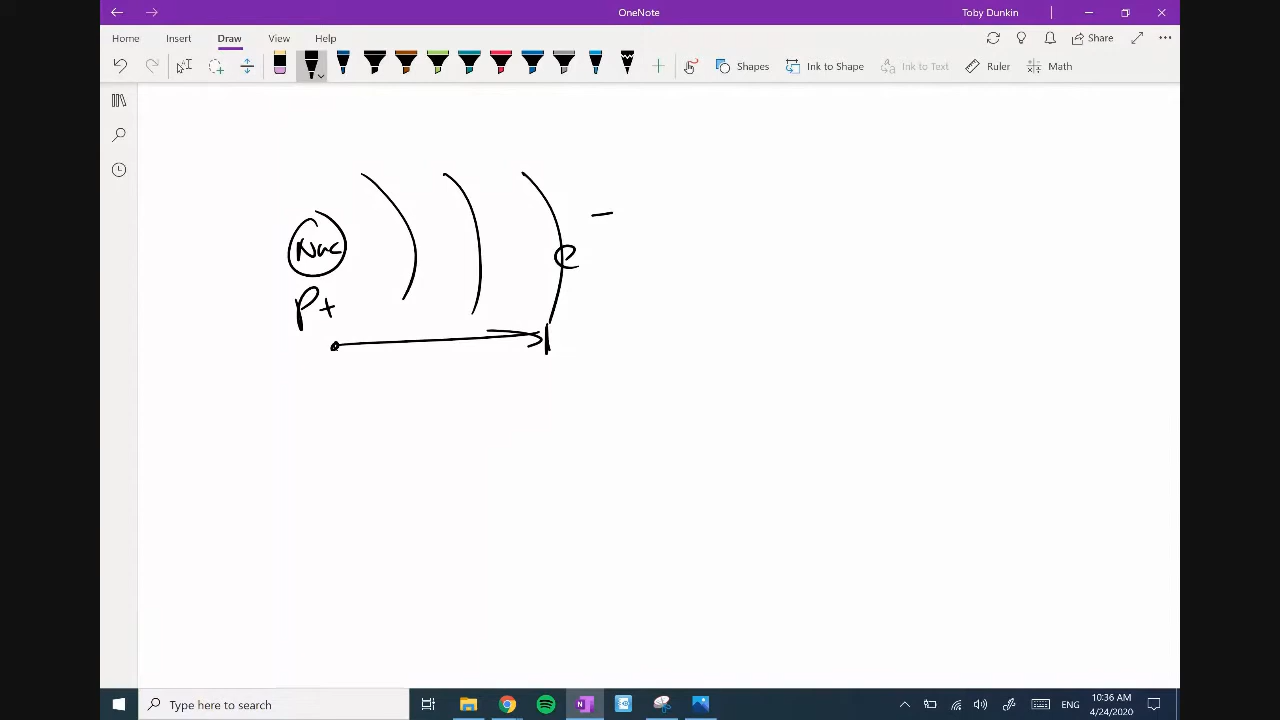 OneNote
Toby Dunkin
Home Insert Draw View Help
Share
Shapes Ink to Shape Ink to Text Ruler Math
Nuc
e
-
P+
Type here to search
ENG
10:36 AM
4/24/2020